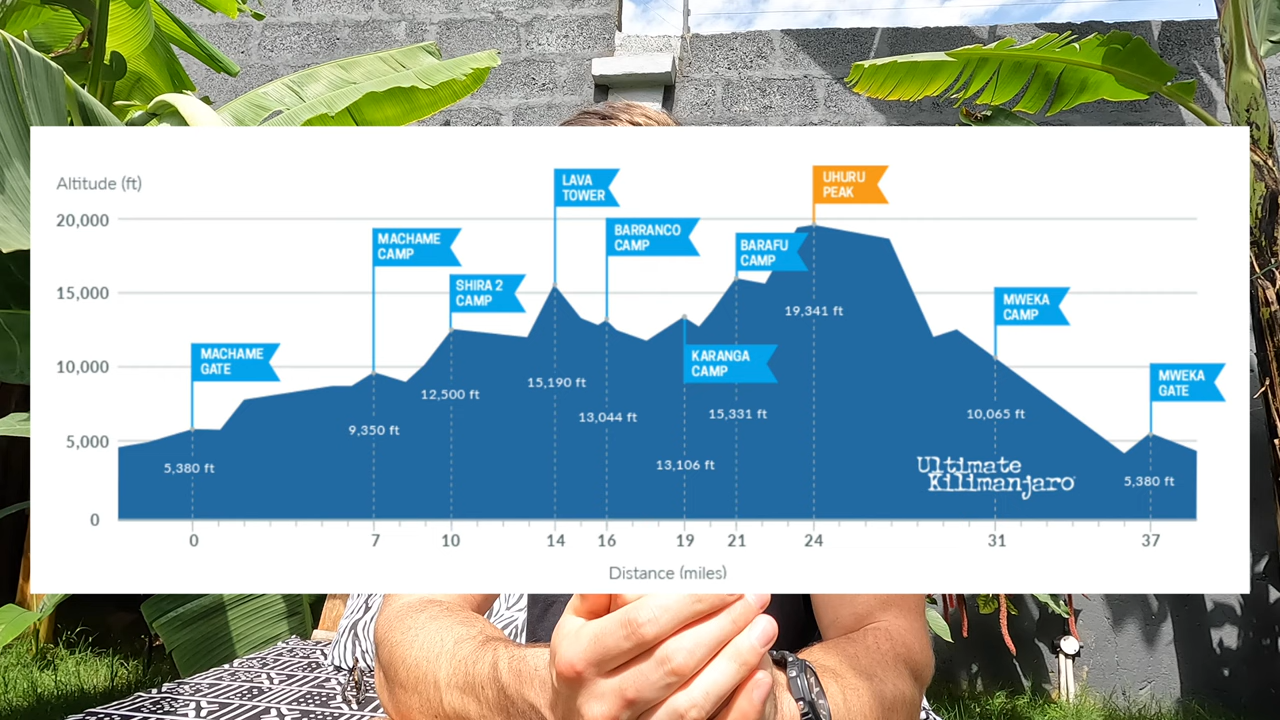 Altitude (ft)
20,000
15,000
10,000
5,000
0
MACHAME
GATE
MACHAME
CAMP
SHIRA 2
CAMP
LAVA
TOWER
BARRANCO
CAMP
KARANGA
CAMP
BARAFU
CAMP
UHURU
PEAK
MWEKA
CAMP
MWEKA
GATE
5,380 ft
9,350 ft
12,500 ft
15,190 ft
13,044 ft
13,106 ft
15,331 ft
19,341 ft
10,065 ft
5,380 ft
Ultimate
Kilimanjaro
0 7 10 14 16 19 21 24 31 37
Distance (miles)